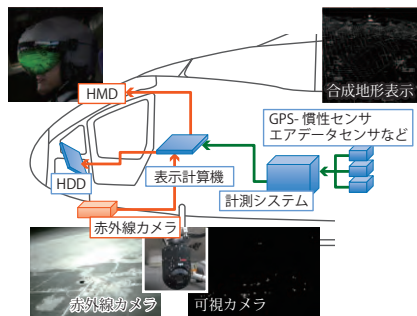 HMD
合成地形表示
GPS- 慣性センサ
エアデータセンサなど
HDD
表示計算機
計測システム
赤外線カメラ
赤外線カメラ
可視カメラ